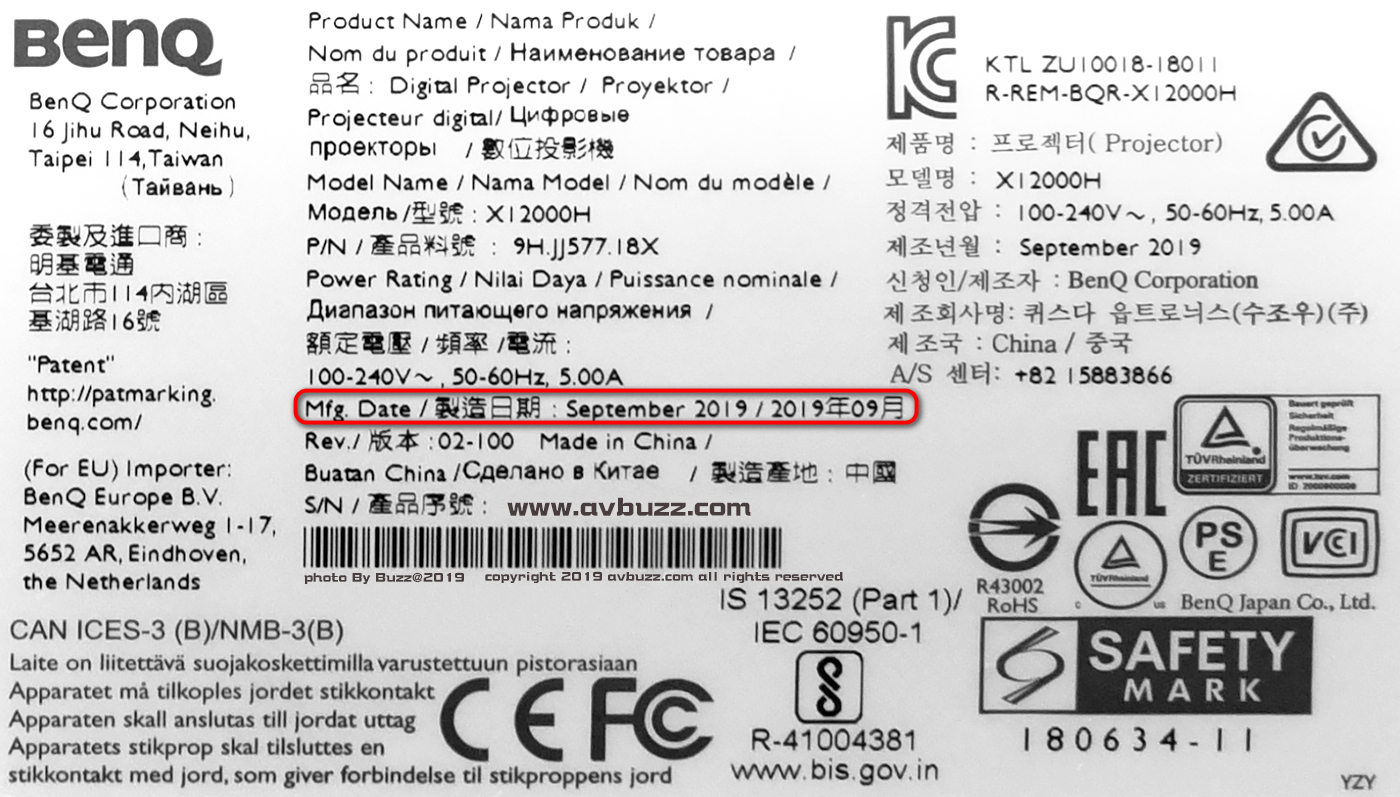 BenQ
BenQ Corporation
16 Jihu Road, Neihu,
Taipei 114,Taiwan
(Тайвань)
委製及進口商 :
明基電通
台北市114內湖區
基湖路16號
"Patent"
http://patmarking.
benq.com/
(For EU) Importer:
BenQ Europe B.V.
Meerenakkerweg 1-17,
5652 AR, Eindhoven,
the Netherlands
Product Name / Nama Produk /
Nom du produit / Наименование товара /
品名 : Digital Projector / Proyektor /
Projecteur digital/ Цифровые
проекторы / 數位投影機
Model Name / Nama Model / Nom du modèle /
Модель /型號 : X12000H
P/N / 產品料號 : 9H.JJ577.18X
Power Rating / Nilai Daya / Puissance nominale /
Диапазон питающего напряжения /
額定電壓 / 頻率 /電流 :
100-240V～, 50-60Hz, 5.00A
Mfg. Date / 製造日期 : September 2019 / 2019年09月
Rev./ 版本 : 02-100 Made in China /
Buatan China /Сделано в Китае / 製造產地 : 中國
S/N / 產品序號 : www.avbuzz.com
photo By Buzz@2019 copyright 2019 avbuzz.com all rights reserved
KTL ZU10018-18011
R-REM-BQR-X12000H
제품명 : 프로젝터( Projector)
모델명 : X12000H
정격전압 : 100-240V～, 50-60Hz, 5.00A
제조년월 : September 2019
신청인/제조자 : BenQ Corporation
제조회사명: 퀴스다 옵트로닉스(수조우)(주)
제조국 : China / 중국
A/S 센터: +82 15883866
EAC
TÜVRheinland
ZERTIFIZIERT
Bauart geprüft
Sicherheit
Regelmäßige
Produktions-
überwachung
www.tuv.com
ID 2000000008
R43002
RoHS
TÜVRheinland
c us
PS
E
VCI
BenQ Japan Co., Ltd.
IS 13252 (Part 1)/
IEC 60950-1
R-41004381
www.bis.gov.in
SAFETY
MARK
180634-11
CAN ICES-3 (B)/NMB-3(B)
Laite on liitettävä suojakoskettimilla varustettuun pistorasiaan
Apparatet må tilkoples jordet stikkontakt
Apparaten skall anslutas till jordat uttag
Apparatets stikprop skal tilsluttes en
stikkontakt med jord, som giver forbindelse til stikproppens jord
CE FC
YZY